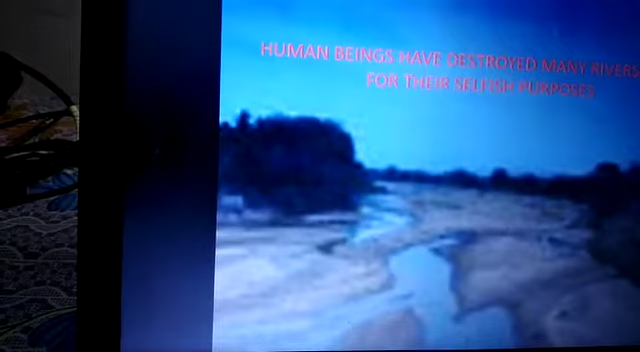 HUMAN BEINGS HAVE DESTROYED MANY RIVERS
FOR THEIR SELFISH PURPOSES